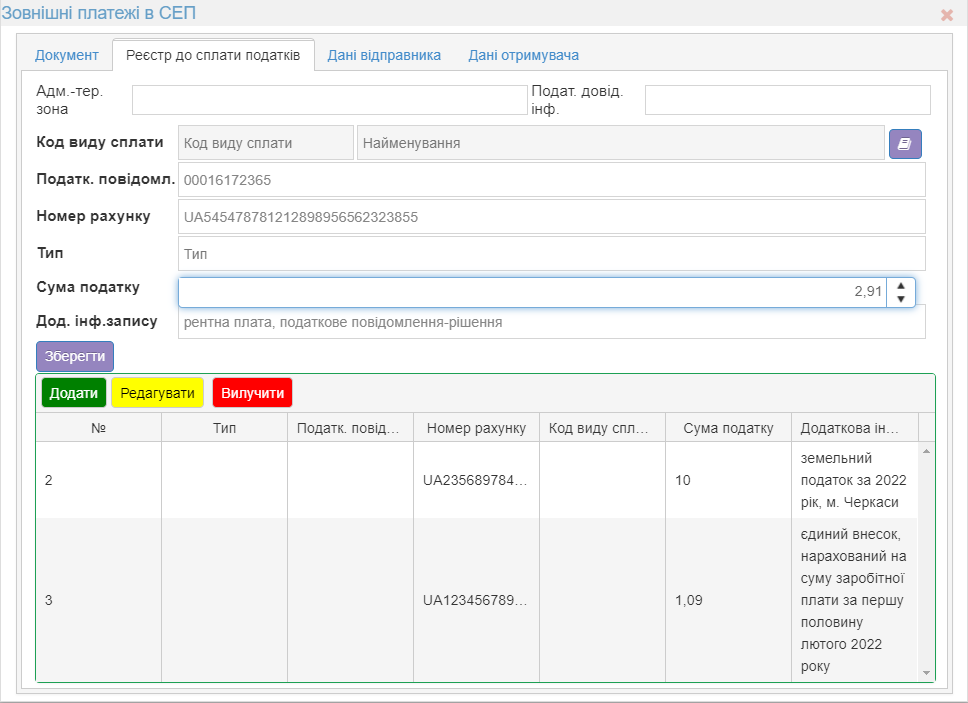 Зовнішні платежі в СЕП
Документ
Реєстр до сплати податків
Дані відправника
Дані отримувача
Адм.-тер.
зона
Подат. довід.
інф.
Код виду сплати
Код виду сплати
Найменування
Податк. повідомл.
00016172365
Номер рахунку
UA5454787812128989565623238​55
Тип
Тип
Сума податку
2,91
Дод. інф.запису
рентна плата, податкове повідомлення-рішення
Зберегти
Додати
Редагувати
Вилучити
№
Тип
Податк. повід...
Номер рахунку
Код виду спл...
Сума податку
Додаткова ін...
2
UA235689784...
10
земельний
податок за 2022
рік, м. Черкаси
3
UA123456789...
1,09
єдиний внесок,
нарахований на
суму заробітної
плати за першу
половину
лютого 2022
року